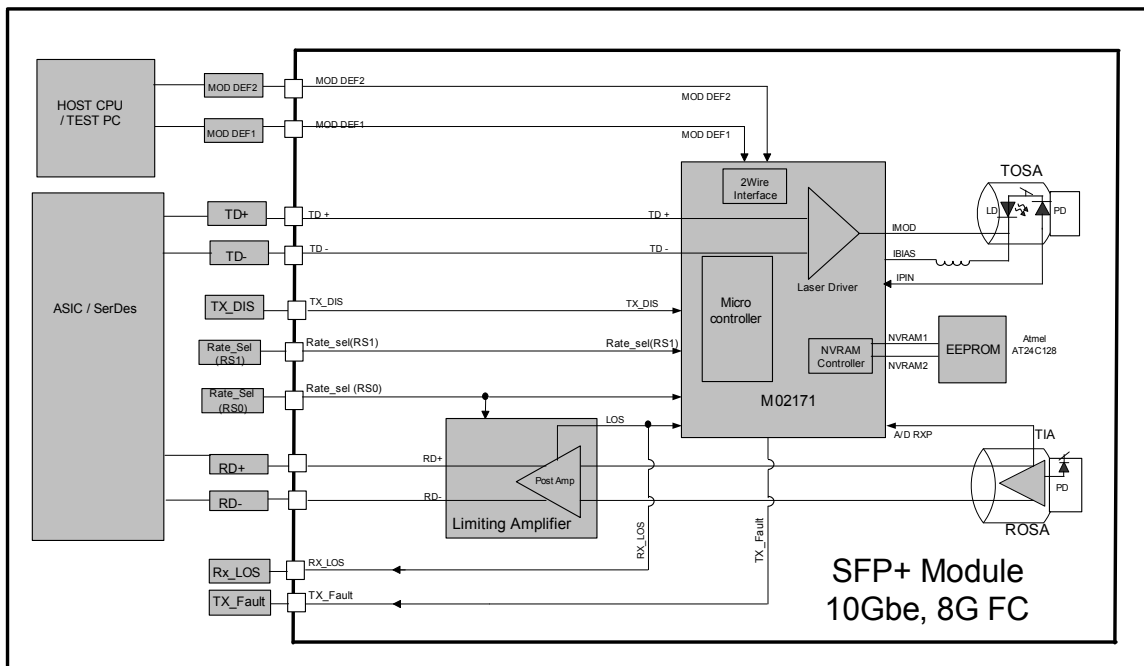 HOST CPU
/ TEST PC
MOD DEF2
MOD DEF1
MOD DEF2
MOD DEF1
MOD DEF2
MOD DEF1
ASIC / SerDes
TD+
TD-
TX_DIS
Rate_Sel
(RS1)
Rate_Sel
(RS0)
RD+
RD-
Rx_LOS
TX_Fault
TD +
TD -
TX_DIS
Rate_sel(RS1)
Rate_sel (RS0)
RD+
RD-
RX_LOS
TX_Fault
TD +
TD -
TX_DIS
Rate_sel(RS1)
2Wire
Interface
Laser Driver
Micro
controller
NVRAM
Controller
M02171
LOS
Post Amp
Limiting Amplifier
RX_LOS
TX_Fault
IMOD
IBIAS
IPIN
TOSA
LD
PD
NVRAM1
NVRAM2
EEPROM
Atmel
AT24C128
A/D RXP
TIA
PD
ROSA
SFP+ Module
10Gbe, 8G FC